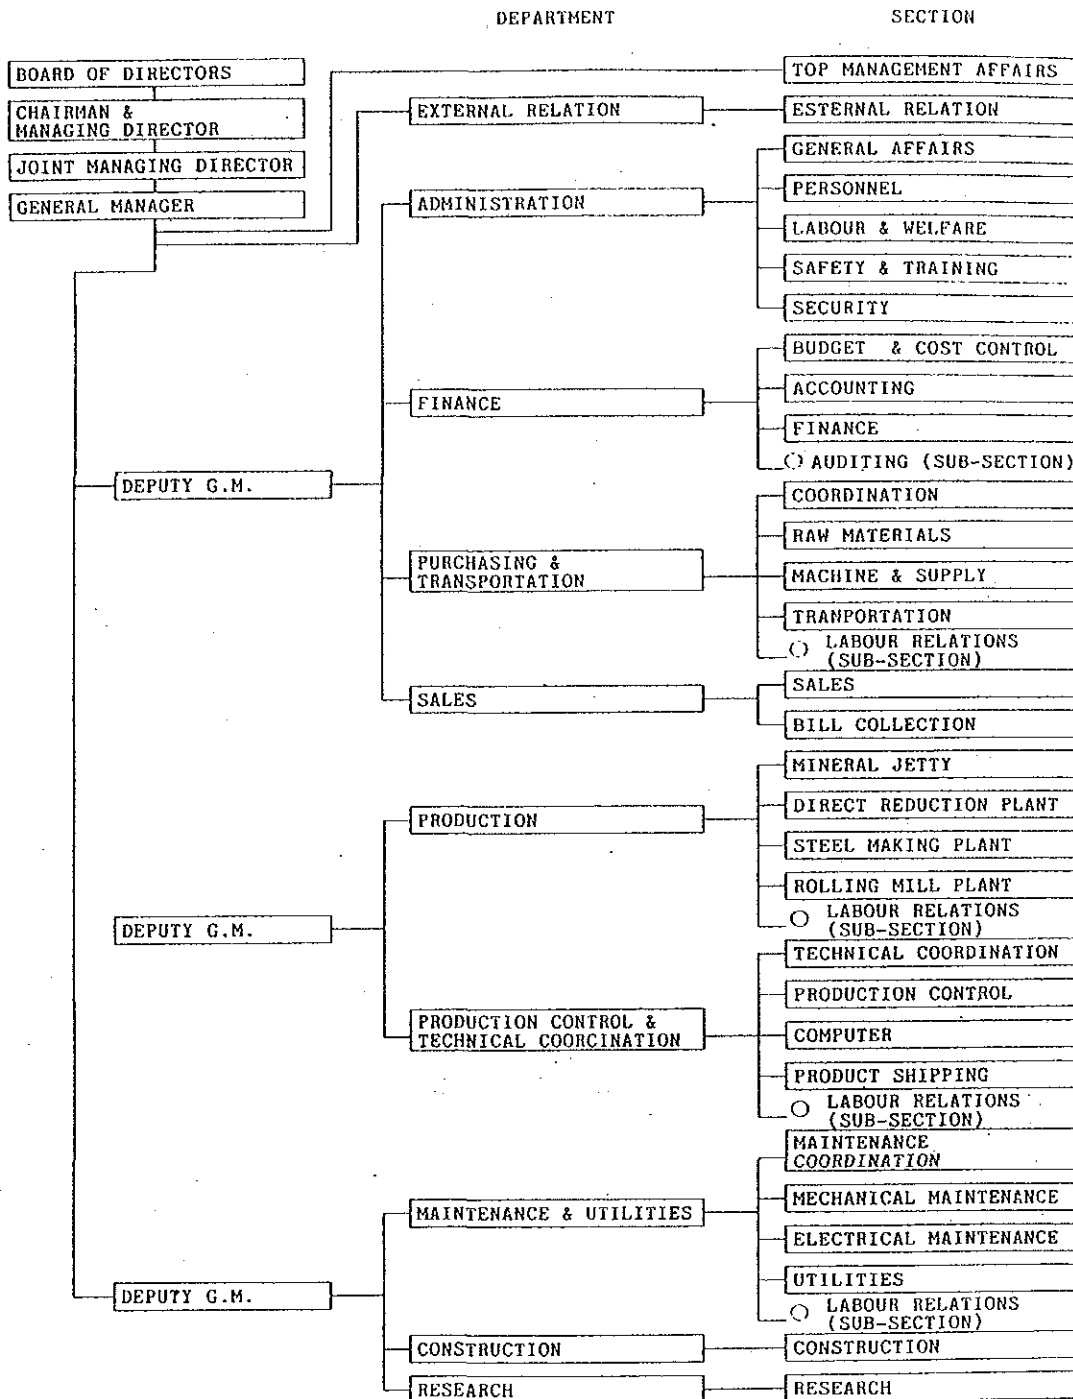 DEPARTMENT
SECTION
BOARD OF DIRECTORS
CHAIRMAN &
MANAGING DIRECTOR
JOINT MANAGING DIRECTOR
GENERAL MANAGER
TOP MANAGEMENT AFFAIRS
EXTERNAL RELATION
ESTERNAL RELATION
ADMINISTRATION
GENERAL AFFAIRS
PERSONNEL
LABOUR & WELFARE
SAFETY & TRAINING
SECURITY
DEPUTY G.M.
FINANCE
BUDGET & COST CONTROL
ACCOUNTING
FINANCE
AUDITING (SUB-SECTION)
PURCHASING &
TRANSPORTATION
COORDINATION
RAW MATERIALS
MACHINE & SUPPLY
TRANPORTATION
LABOUR RELATIONS
(SUB-SECTION)
SALES
SALES
BILL COLLECTION
DEPUTY G.M.
PRODUCTION
MINERAL JETTY
DIRECT REDUCTION PLANT
STEEL MAKING PLANT
ROLLING MILL PLANT
LABOUR RELATIONS
(SUB-SECTION)
PRODUCTION CONTROL &
TECHNICAL COORCINATION
TECHNICAL COORDINATION
PRODUCTION CONTROL
COMPUTER
PRODUCT SHIPPING
LABOUR RELATIONS
(SUB-SECTION)
DEPUTY G.M.
MAINTENANCE & UTILITIES
MAINTENANCE
COORDINATION
MECHANICAL MAINTENANCE
ELECTRICAL MAINTENANCE
UTILITIES
LABOUR RELATIONS
(SUB-SECTION)
CONSTRUCTION
CONSTRUCTION
RESEARCH
RESEARCH